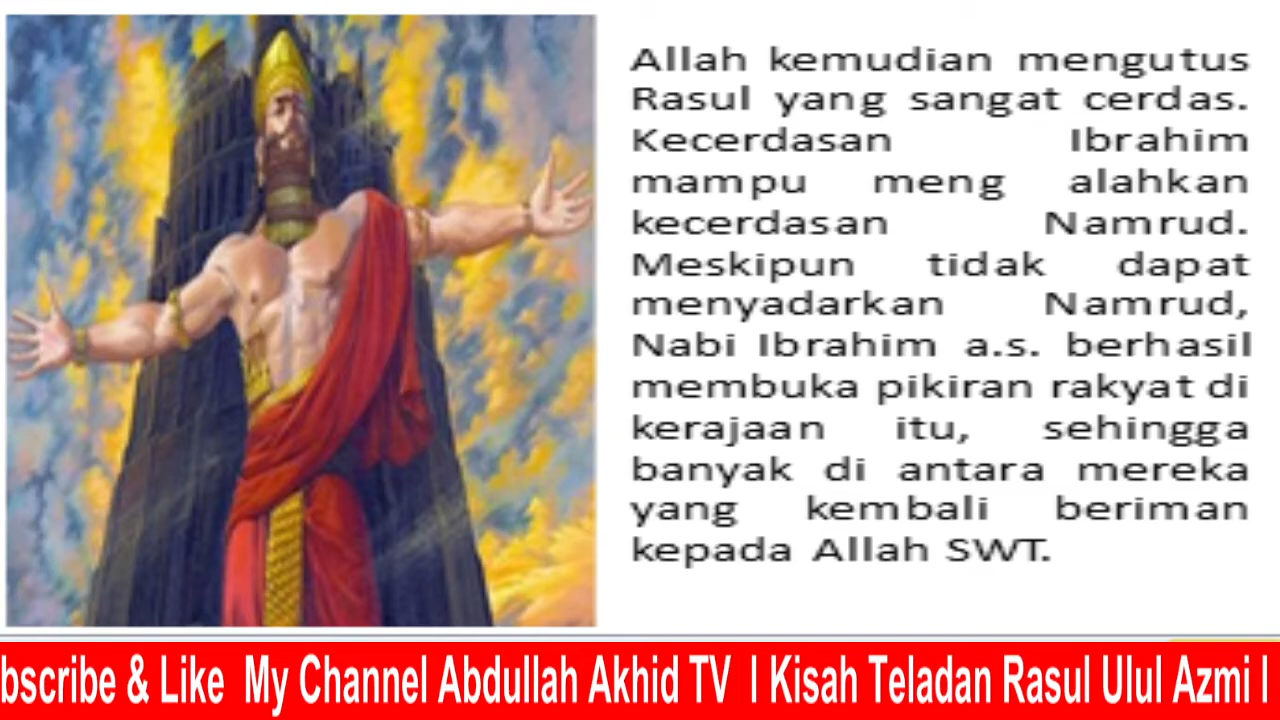 Allah kemudian mengutus
Rasul yang sangat cerdas.
Kecerdasan Ibrahim
mampu meng alahkan
kecerdasan Namrud.
Meskipun tidak dapat
menyadarkan Namrud,
Nabi Ibrahim a.s. berhasil
membuka pikiran rakyat di
kerajaan itu, sehingga
banyak di antara mereka
yang kembali beriman
kepada Allah SWT.
bscribe & Like My Channel Abdullah Akhid TV l Kisah Teladan Rasul Ulul Azmi l